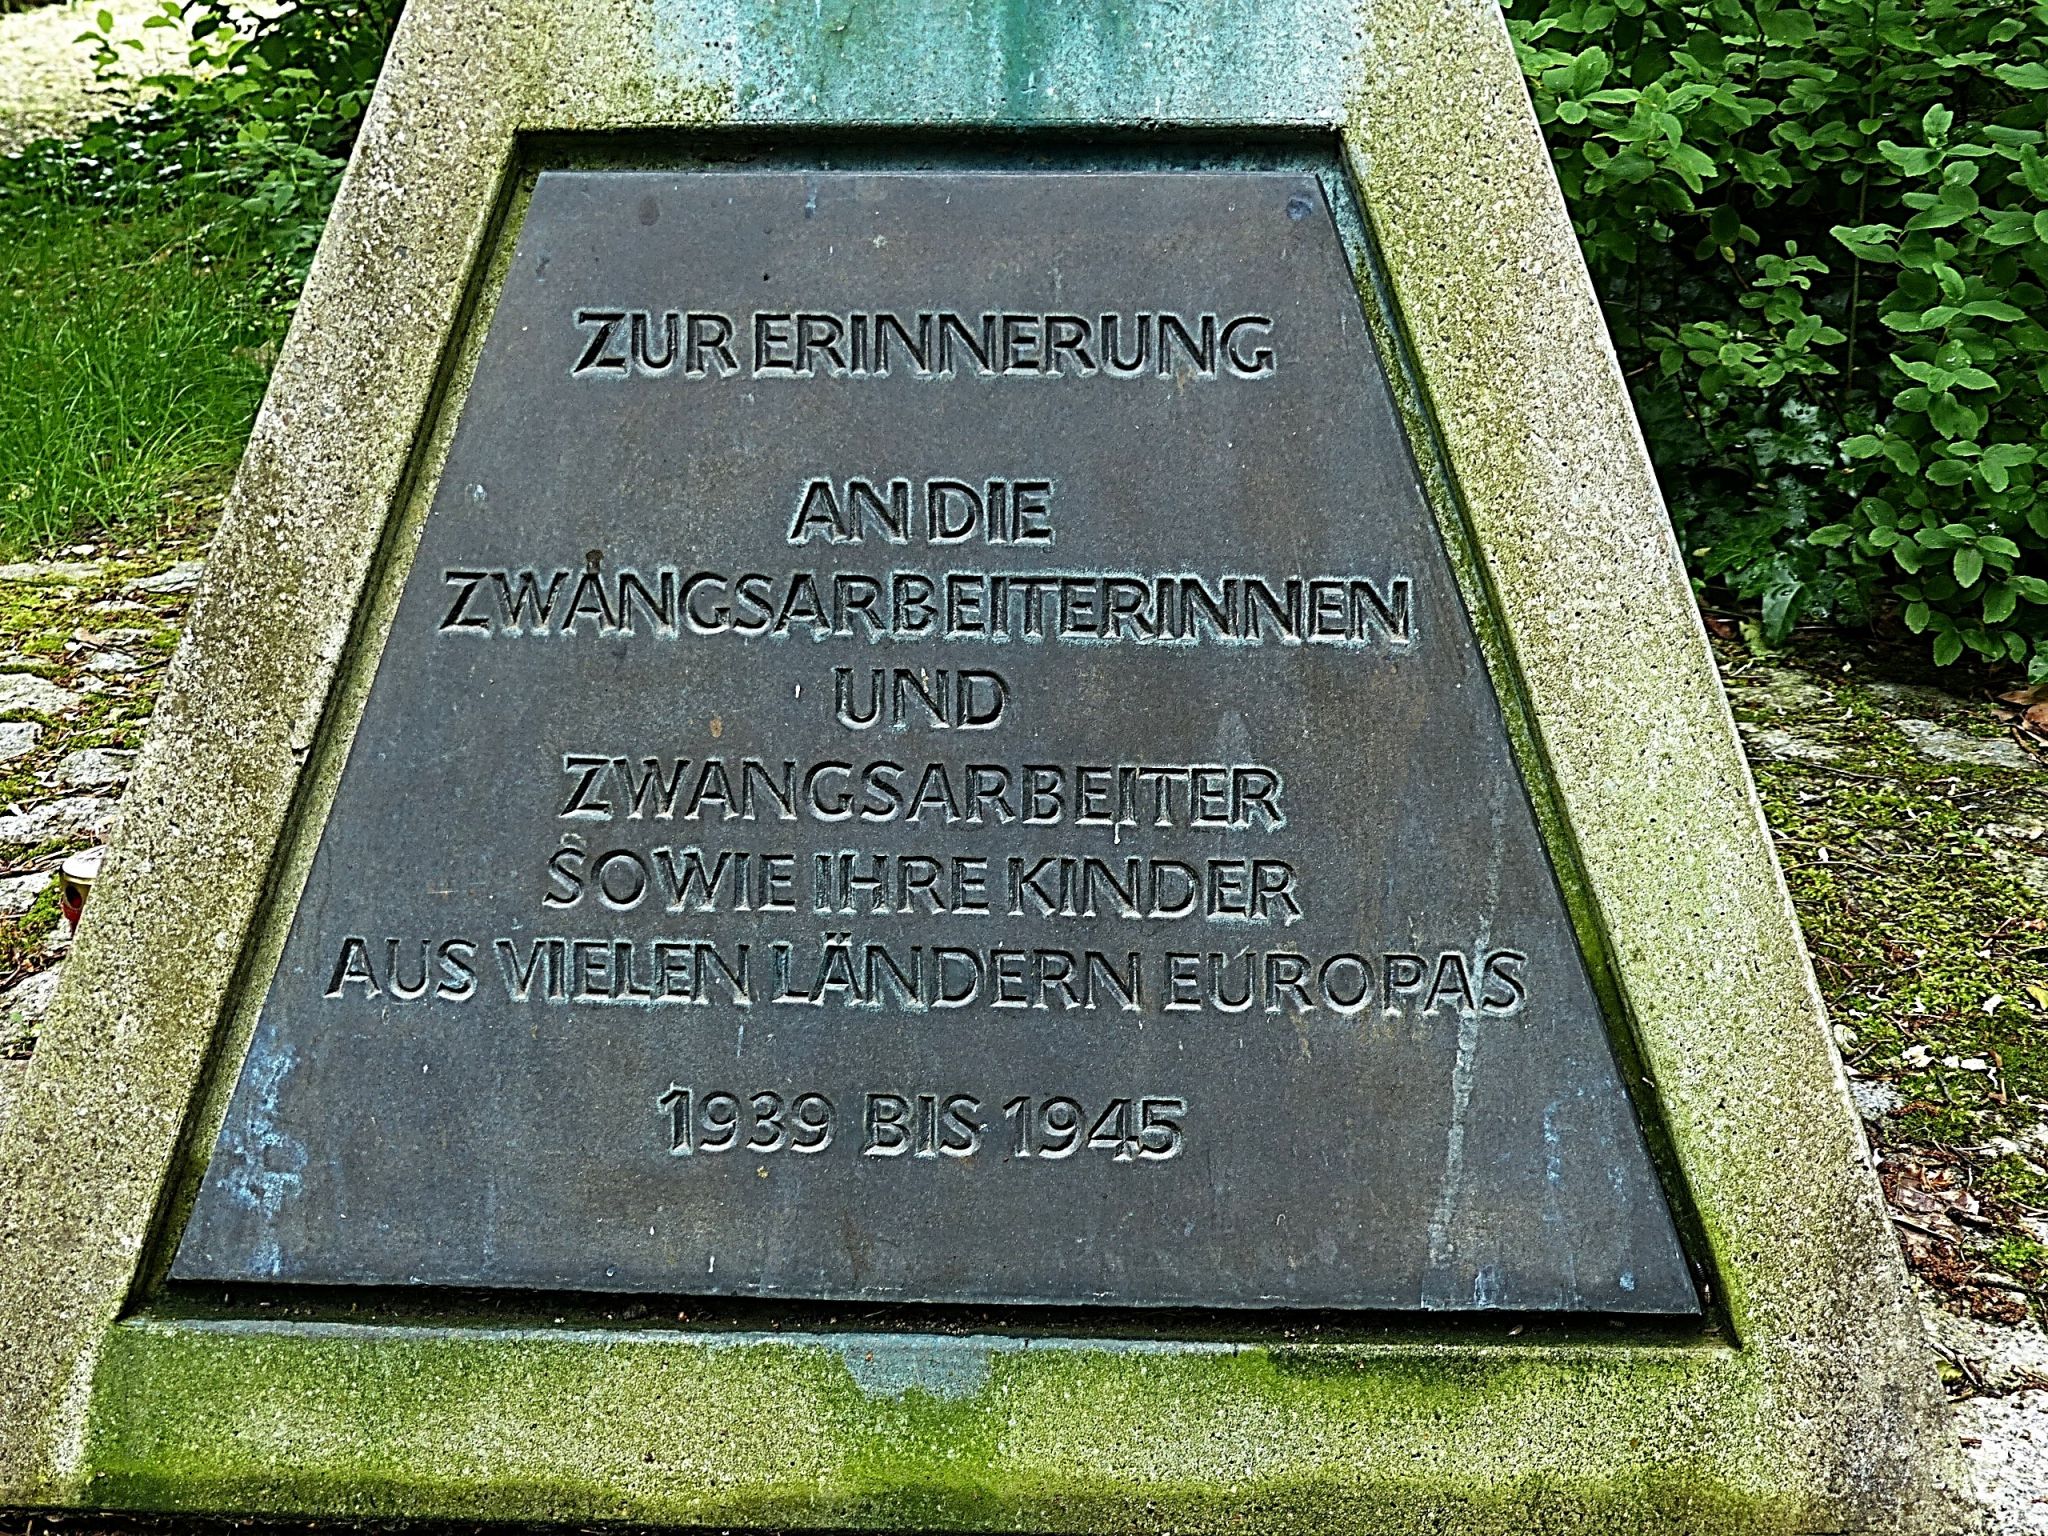 ZUR ERINNERUNG
AN DIE
ZWANGSARBEITERINNEN
UND
ZWANGSARBEITER
SOWIE IHRE KINDER
AUS VIELEN LÄNDERN EUROPAS
1939 BIS 1945